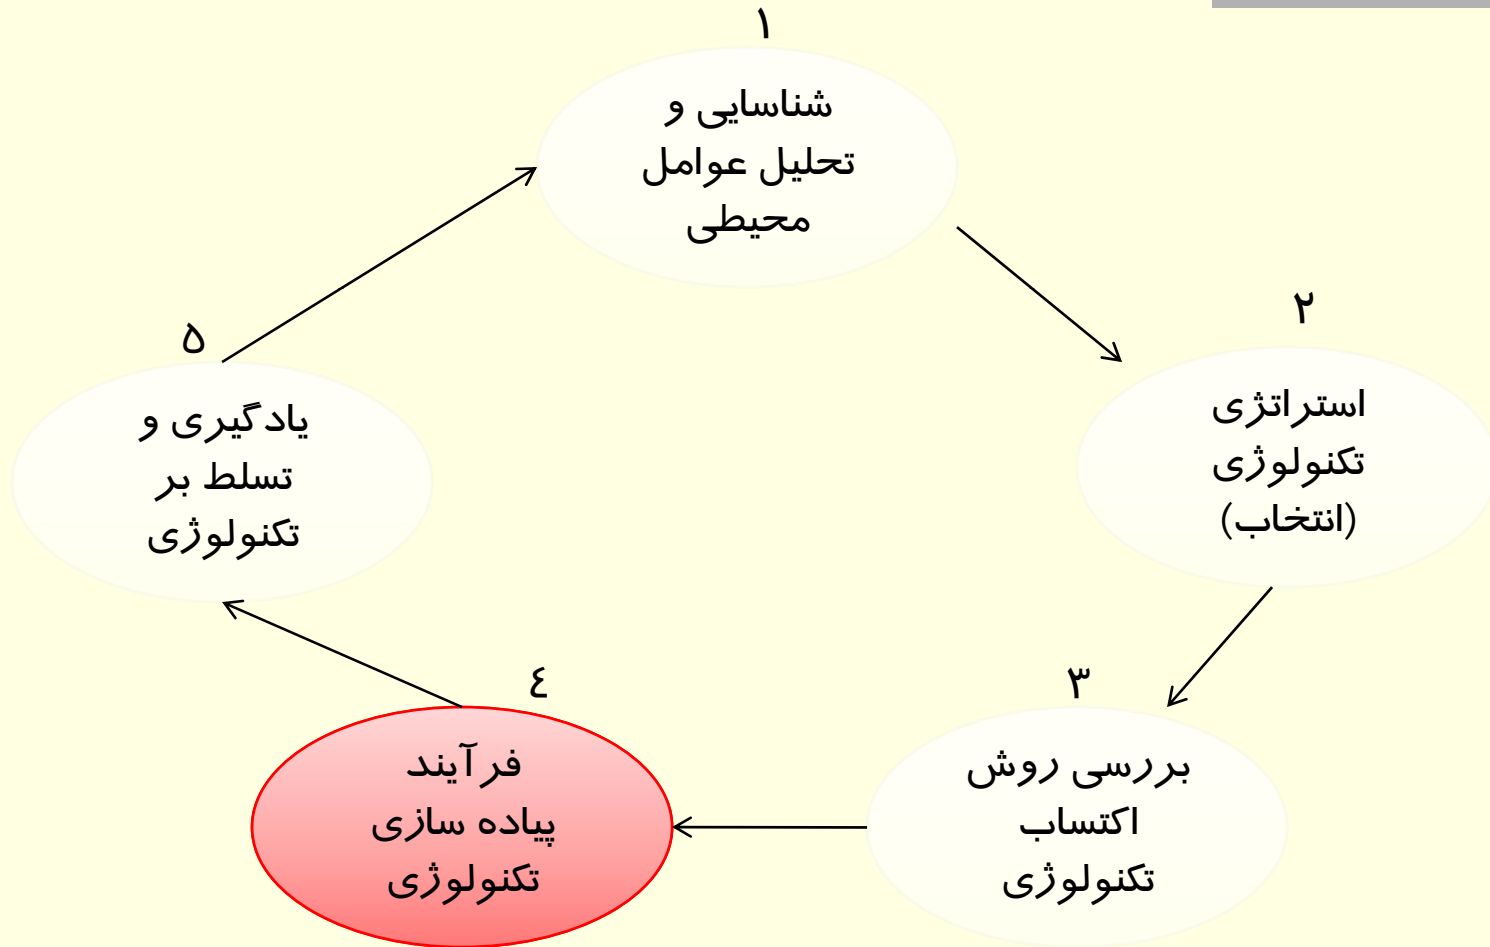 ۱
شناسایی و
تحلیل عوامل
محیطی
۲
استراتژی
تکنولوژی
(انتخاب)
۳
بررسی روش
اکتساب
تکنولوژی
٤
فرآیند
پیاده سازی
تکنولوژی
۵
یادگیری و
تسلط بر
تکنولوژی